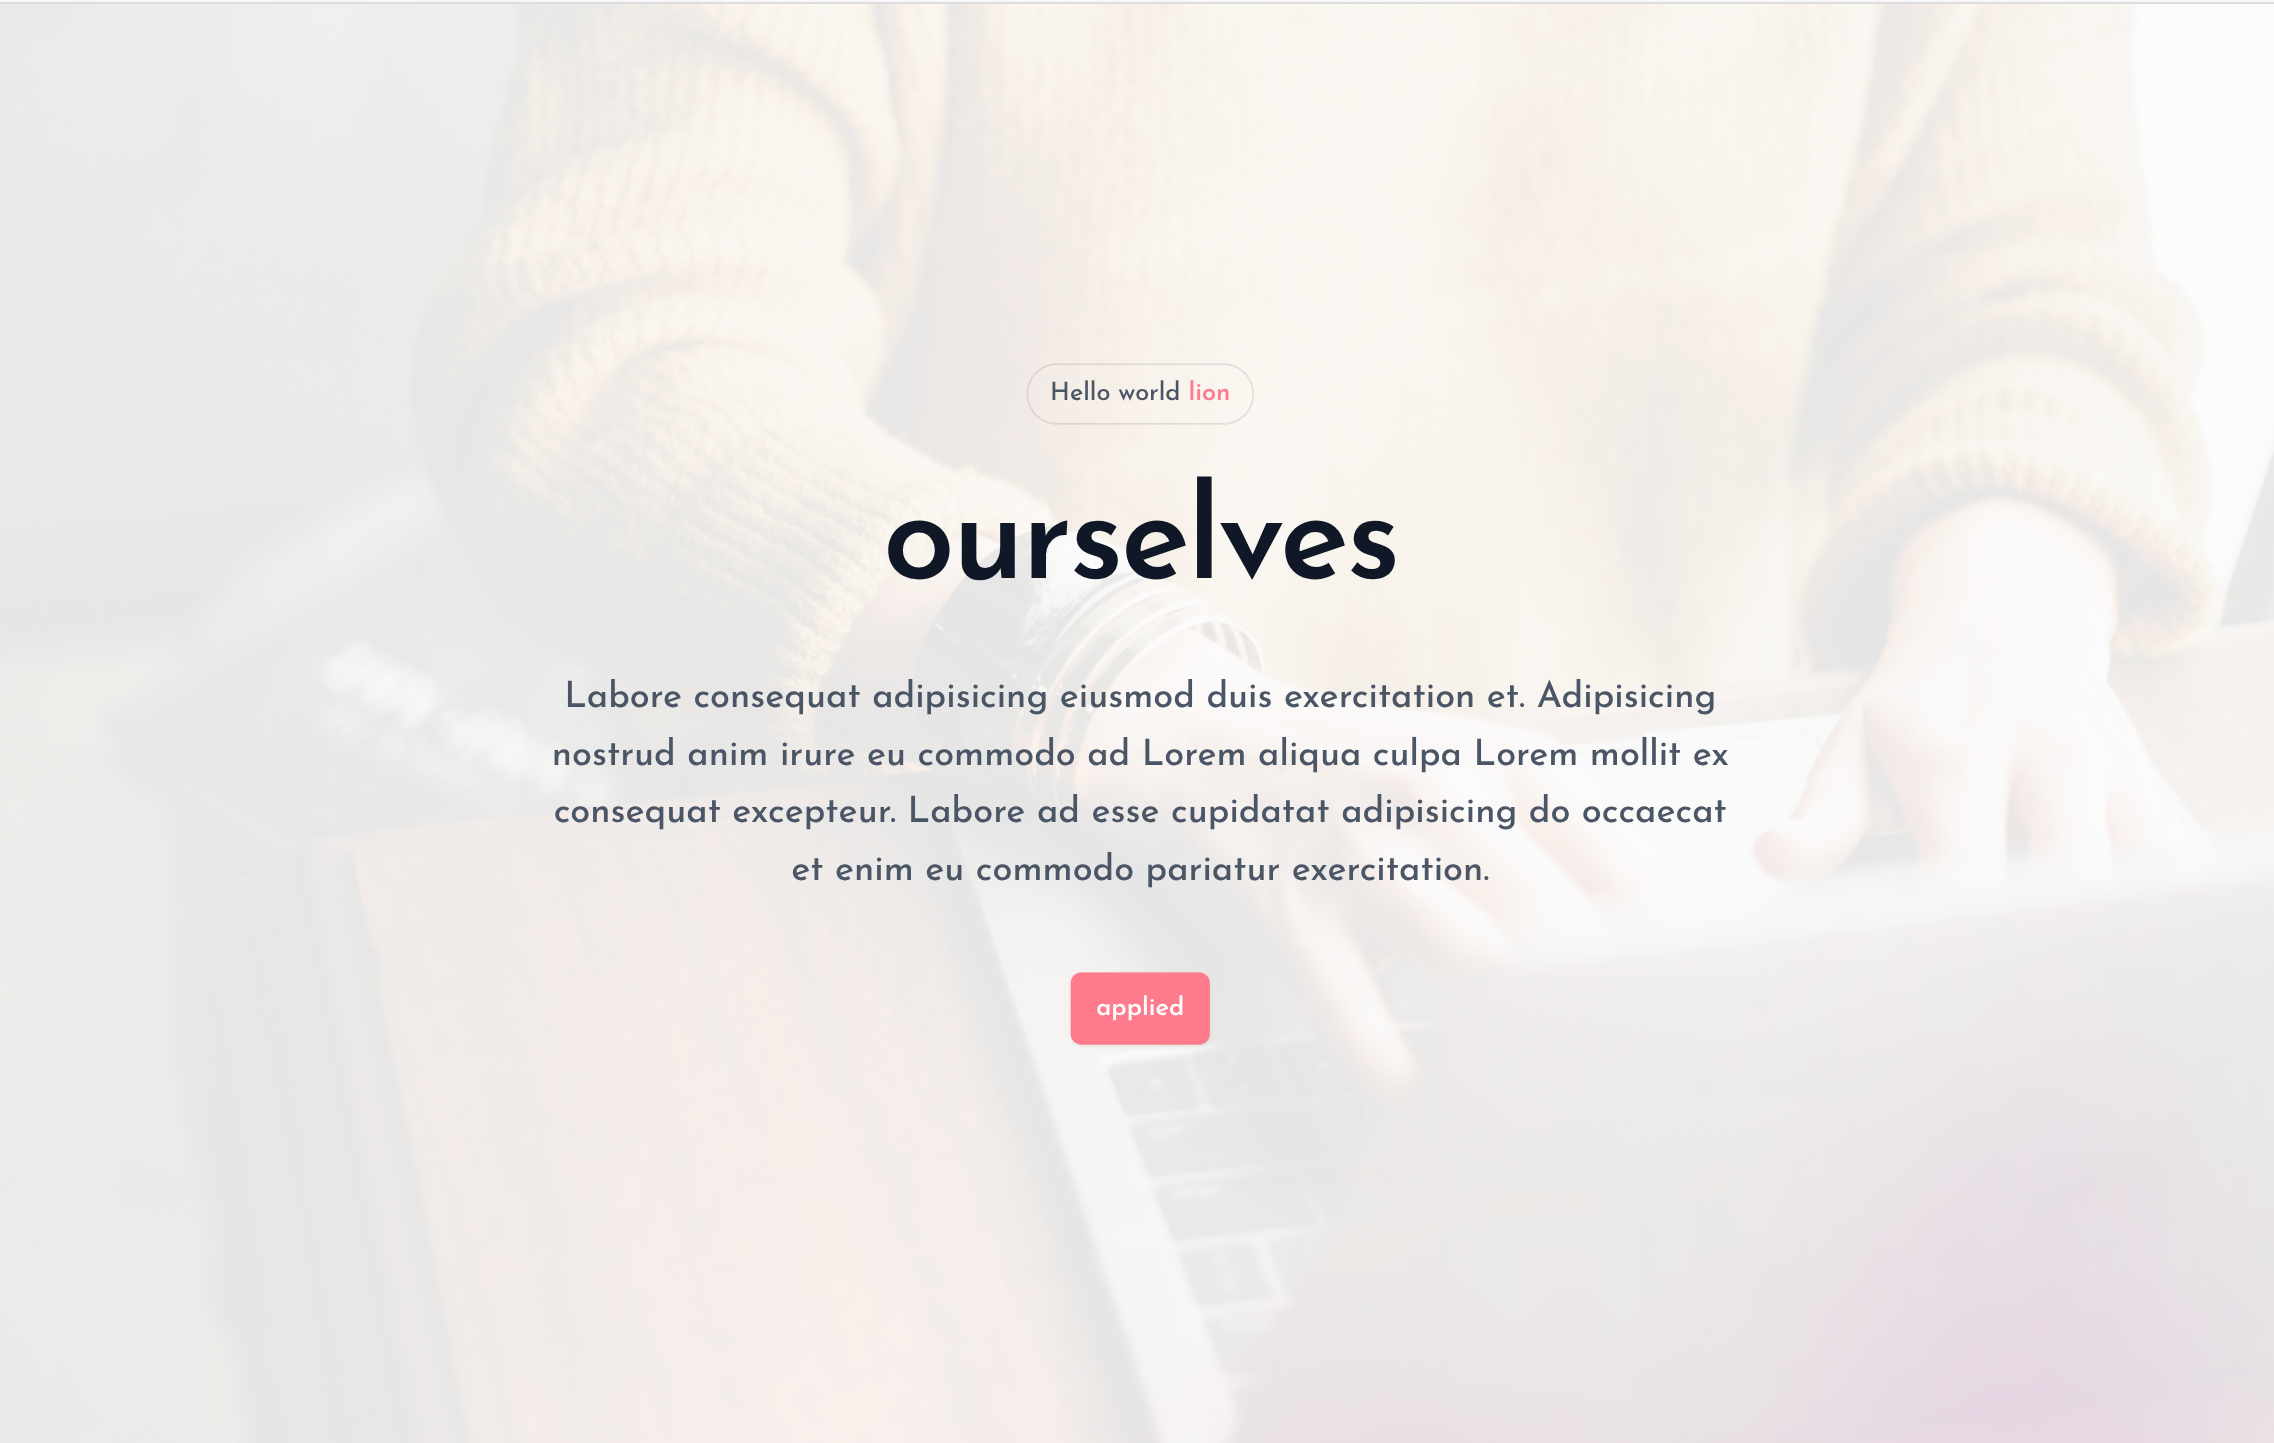 Hello world lion
ourselves
Labore consequat adipisicing eiusmod duis exercitation et. Adipisicing
nostrud anim irure eu commodo ad Lorem aliqua culpa Lorem mollit ex
consequat excepteur. Labore ad esse cupidatat adipisicing do occaecat
et enim eu commodo pariatur exercitation.
applied